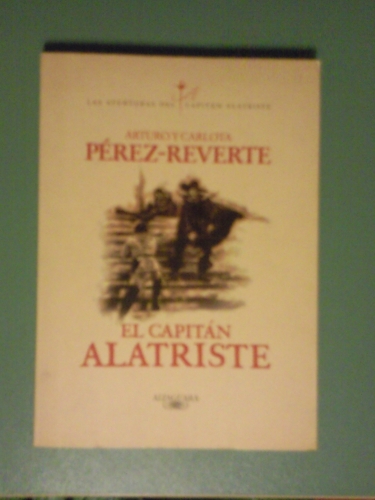 LAS AVENTURAS DEL CAPITÁN ALATRISTE
ARTURO Y CARLOTA
PÉREZ-REVERTE
EL CAPITÁN
ALATRISTE
ALFAGUARA